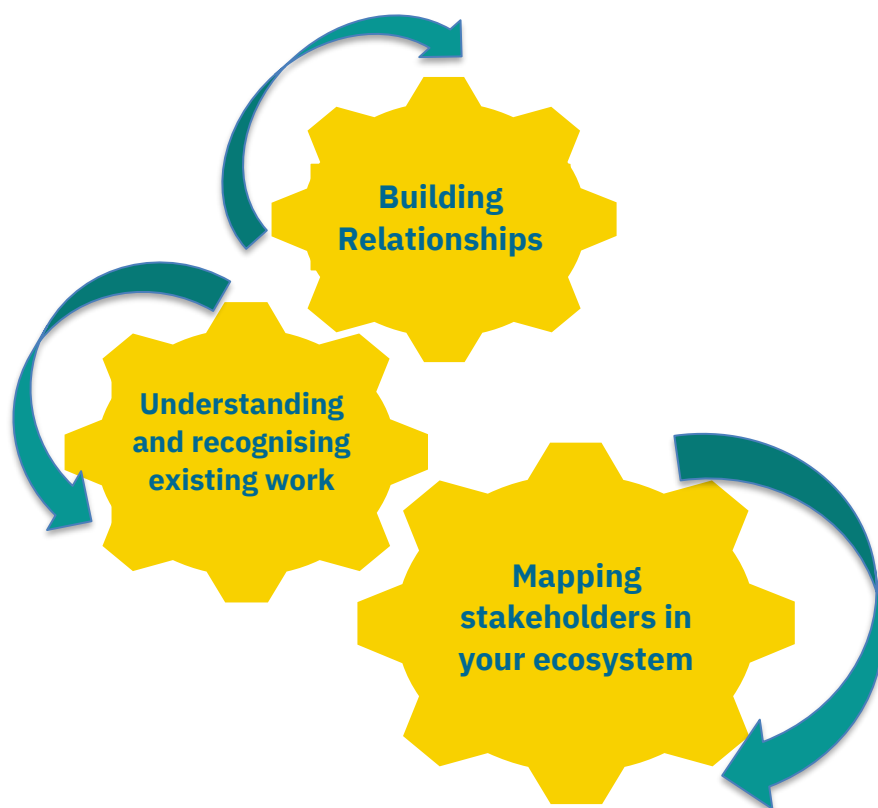 Building
Relationships
Understanding
and recognising
existing work
Mapping
stakeholders in
your ecosystem